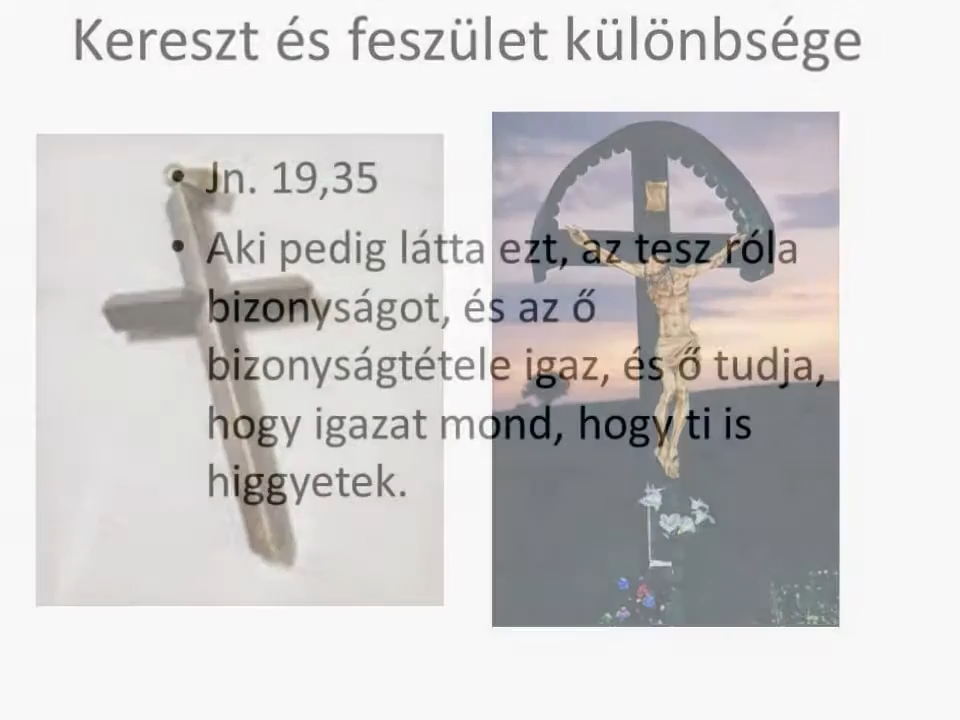 Kereszt és feszület különbsége
• Jn. 19,35
• Aki pedig látta ezt, az tesz róla
bizonyságot, és az ő
bizonyságtétele igaz, és ő tudja,
hogy igazat mond, hogy ti is
higgyetek.